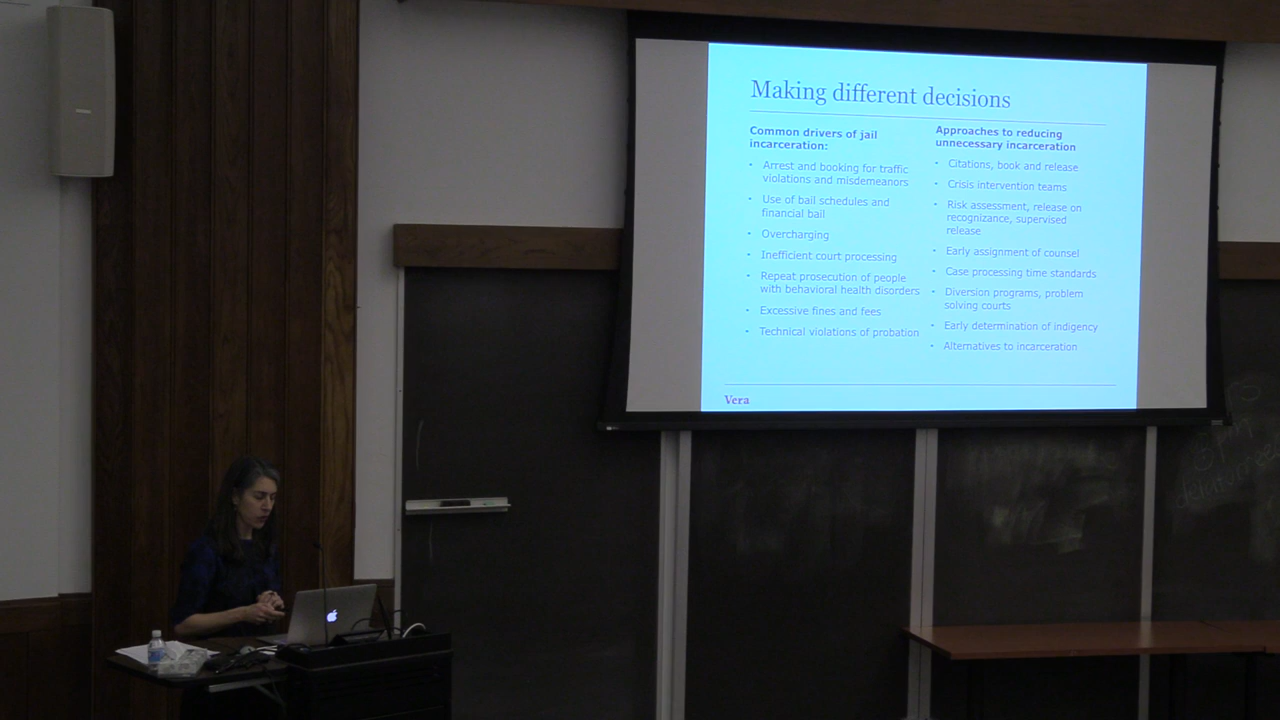 Making different decisions
Common drivers of jail
incarceration:
- Arrest and booking for traffic
violations and misdemeanors
- Use of bail schedules and
financial bail
- Overcharging
- Inefficient court processing
- Repeat prosecution of people
with behavioral health disorders
- Excessive fines and fees
- Technical violations of probation
Approaches to reducing
unnecessary incarceration
- Citations, book and release
- Crisis intervention teams
- Risk assessment, release on
recognizance, supervised
release
- Early assignment of counsel
- Case processing time standards
- Diversion programs, problem
solving courts
- Early determination of indigency
- Alternatives to incarceration
Vera